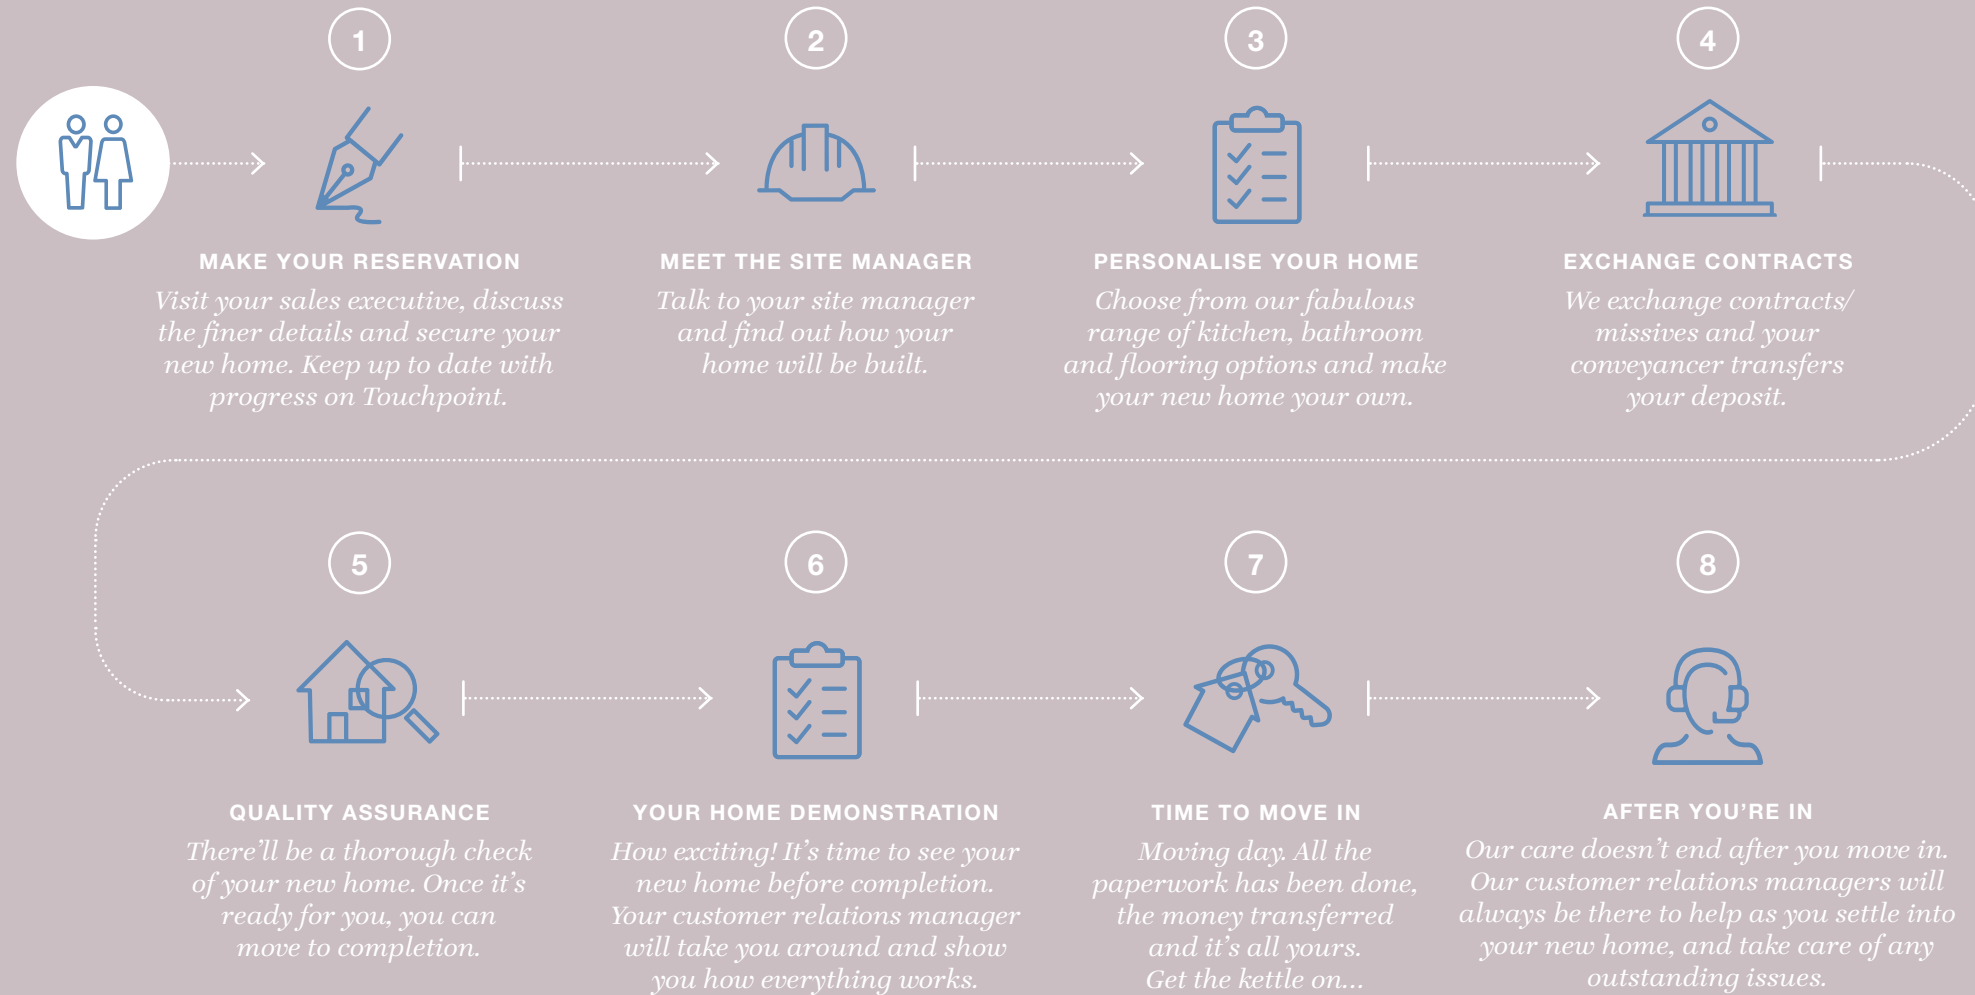 1
MAKE YOUR RESERVATION
Visit your sales executive, discuss
the finer details and secure your
new home. Keep up to date with
progress on Touchpoint.
2
MEET THE SITE MANAGER
Talk to your site manager
and find out how your
home will be built.
3
PERSONALISE YOUR HOME
Choose from our fabulous
range of kitchen, bathroom
and flooring options and make
your new home your own.
4
EXCHANGE CONTRACTS
We exchange contracts/
missives and your
conveyancer transfers
your deposit.
5
QUALITY ASSURANCE
There’ll be a thorough check
of your new home. Once it’s
ready for you, you can
move to completion.
6
YOUR HOME DEMONSTRATION
How exciting! It’s time to see your
new home before completion.
Your customer relations manager
will take you around and show
you how everything works.
7
TIME TO MOVE IN
Moving day. All the
paperwork has been done,
the money transferred
and it’s all yours.
Get the kettle on...
8
AFTER YOU’RE IN
Our care doesn’t end after you move in.
Our customer relations managers will
always be there to help as you settle into
your new home, and take care of any
outstanding issues.